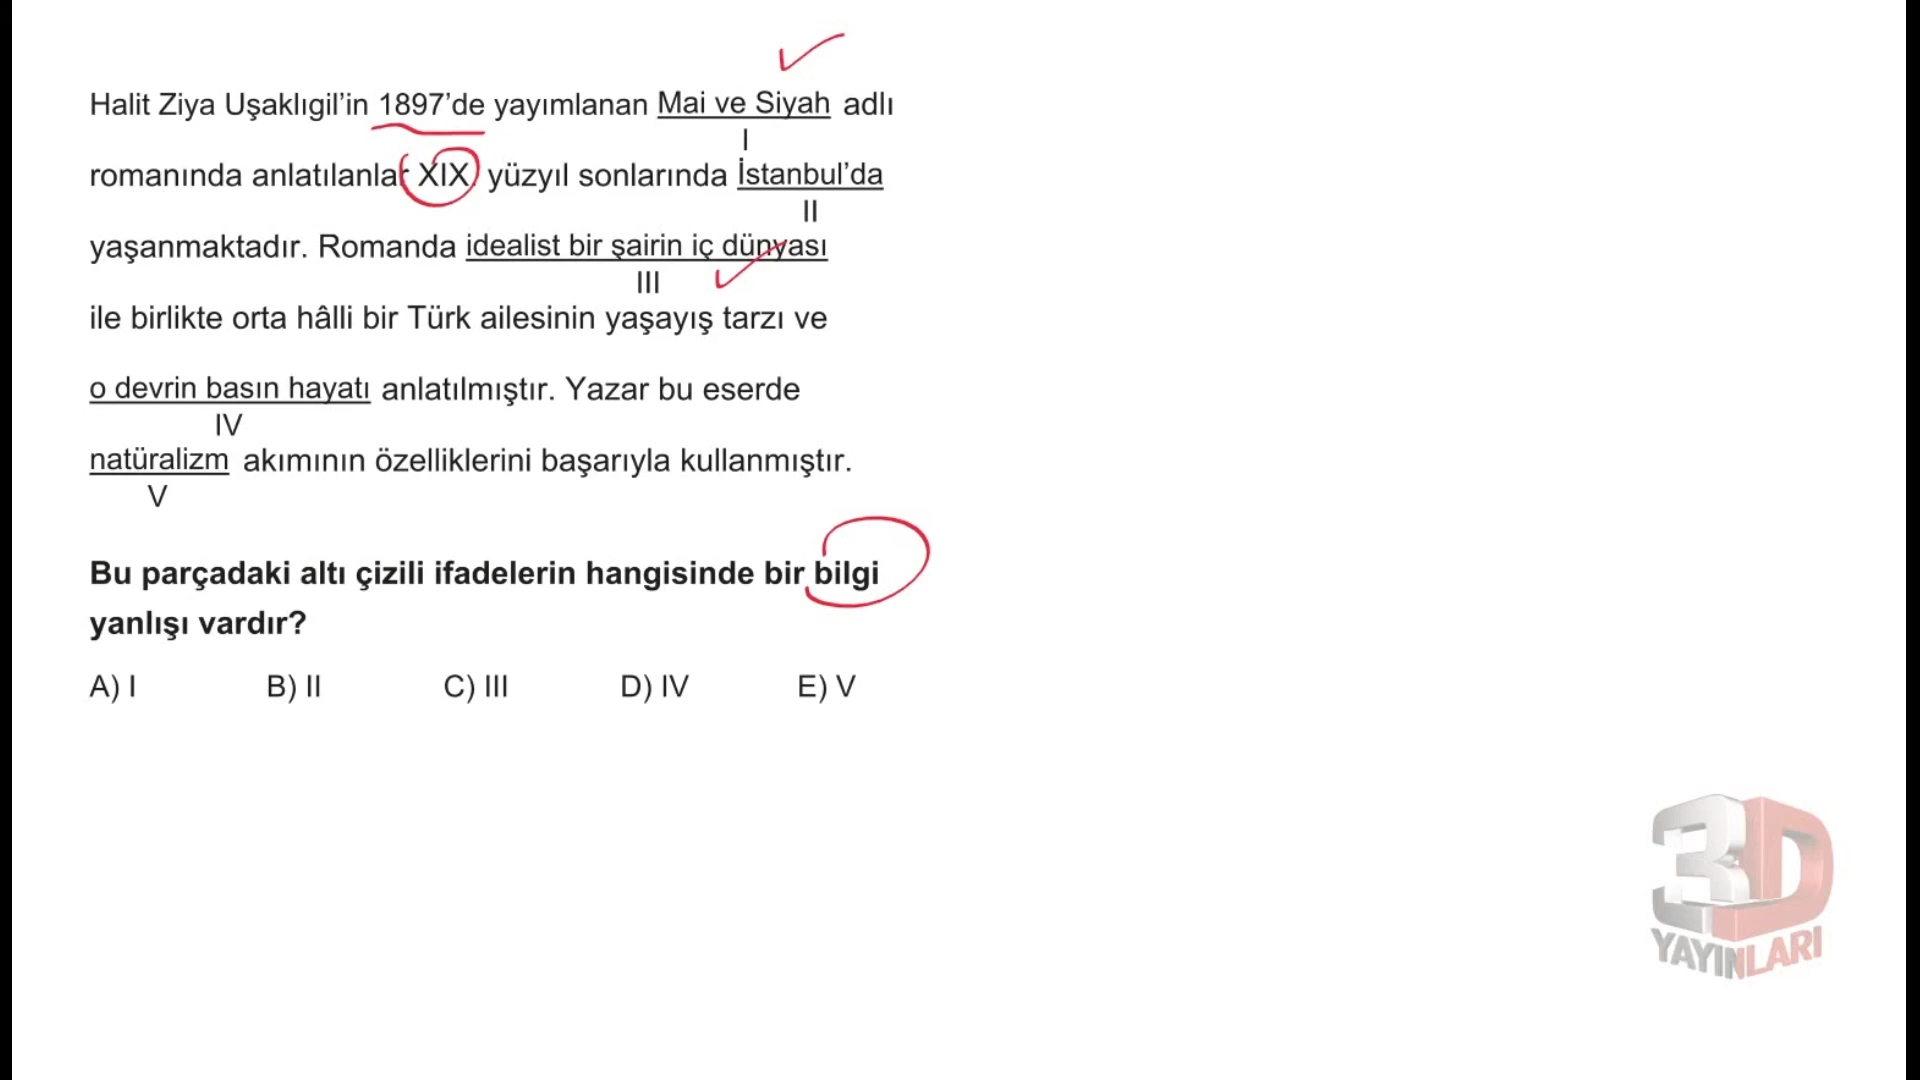 Halit Ziya Uşaklıgil’in 1897’de yayımlanan Mai ve Siyah adlı
I
romanında anlatılanlar XIX. yüzyıl sonlarında İstanbul’da
II
yaşanmaktadır. Romanda idealist bir şairin iç dünyası
III
ile birlikte orta hâlli bir Türk ailesinin yaşayış tarzı ve
o devrin basın hayatı anlatılmıştır. Yazar bu eserde
IV
natüralizm akımının özelliklerini başarıyla kullanmıştır.
V
Bu parçadaki altı çizili ifadelerin hangisinde bir bilgi
yanlışı vardır?
A) I B) II C) III D) IV E) V
3D
YAYINLARI